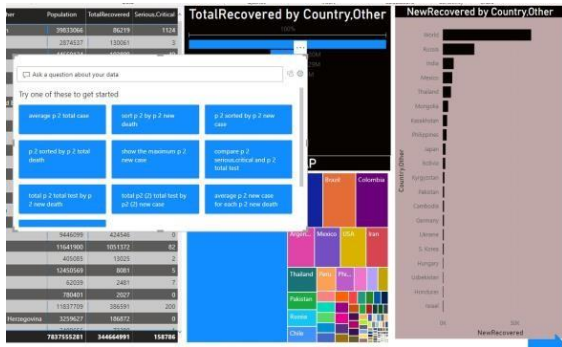 Population TotalRecovered Serious,Critical
39833066 86219 1124
2874537 130061 3
Ask a question about your data
Try one of these to get started
average p 2 total case
sort p 2 by p 2 new death
p 2 sorted by p 2 new case
p 2 sorted by p 2 total death
show the maximum p 2 new case
compare p 2 serious,critical and p 2 total test
total p 2 total test by p 2 new death
total p2 (2) total test by p2 (2) new case
average p 2 new case for each p 2 new death
9446099 424546 0
11641900 1051372 82
405085 13025 2
12450569 8081 5
62039 2481 7
780401 2027 0
11837709 386591 200
Herzegovina 3259627 186872 0
7837555281 344664991 158786
TotalRecovered by Country,Other
100%
Brazil
Colombia
Mexico
USA
Iran
Thailand
Peru
Pakistan
Russia
Chile
NewRecovered by Country,Other
Country,Other
World
Russia
India
Iran
Mexico
Thailand
Mongolia
Kazakhstan
Philippines
Japan
Bolivia
Kyrgyzstan
Pakistan
Cambodia
Germany
Ukraine
S. Korea
Hungary
Uzbekistan
Honduras
Israel
NewRecovered